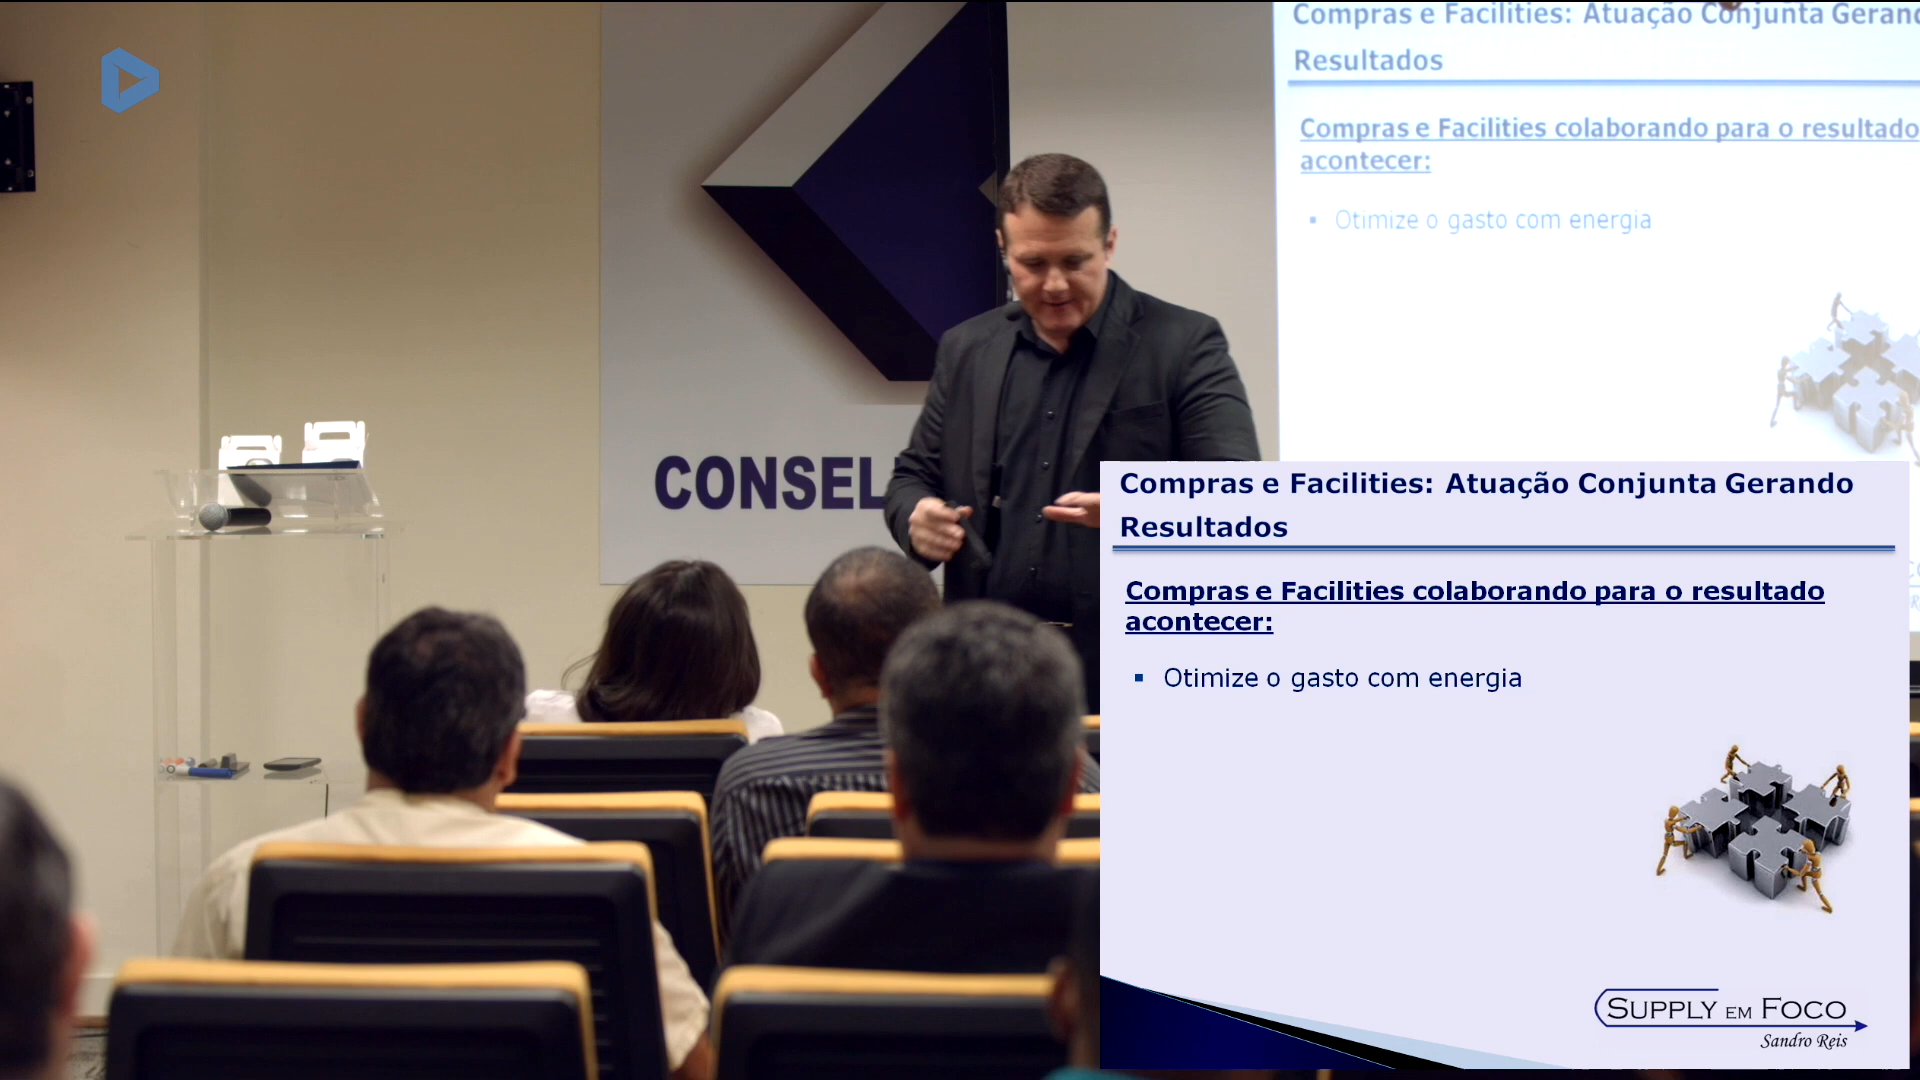 Compras e Facilities: Atuação Conjunta Gerand
Resultados
Compras e Facilities colaborando para o resultado
acontecer:
▪ Otimize o gasto com energia
CONSEL
Compras e Facilities: Atuação Conjunta Gerando
Resultados
Compras e Facilities colaborando para o resultado
acontecer:
▪ Otimize o gasto com energia
SUPPLY EM FOCO
Sandro Reis